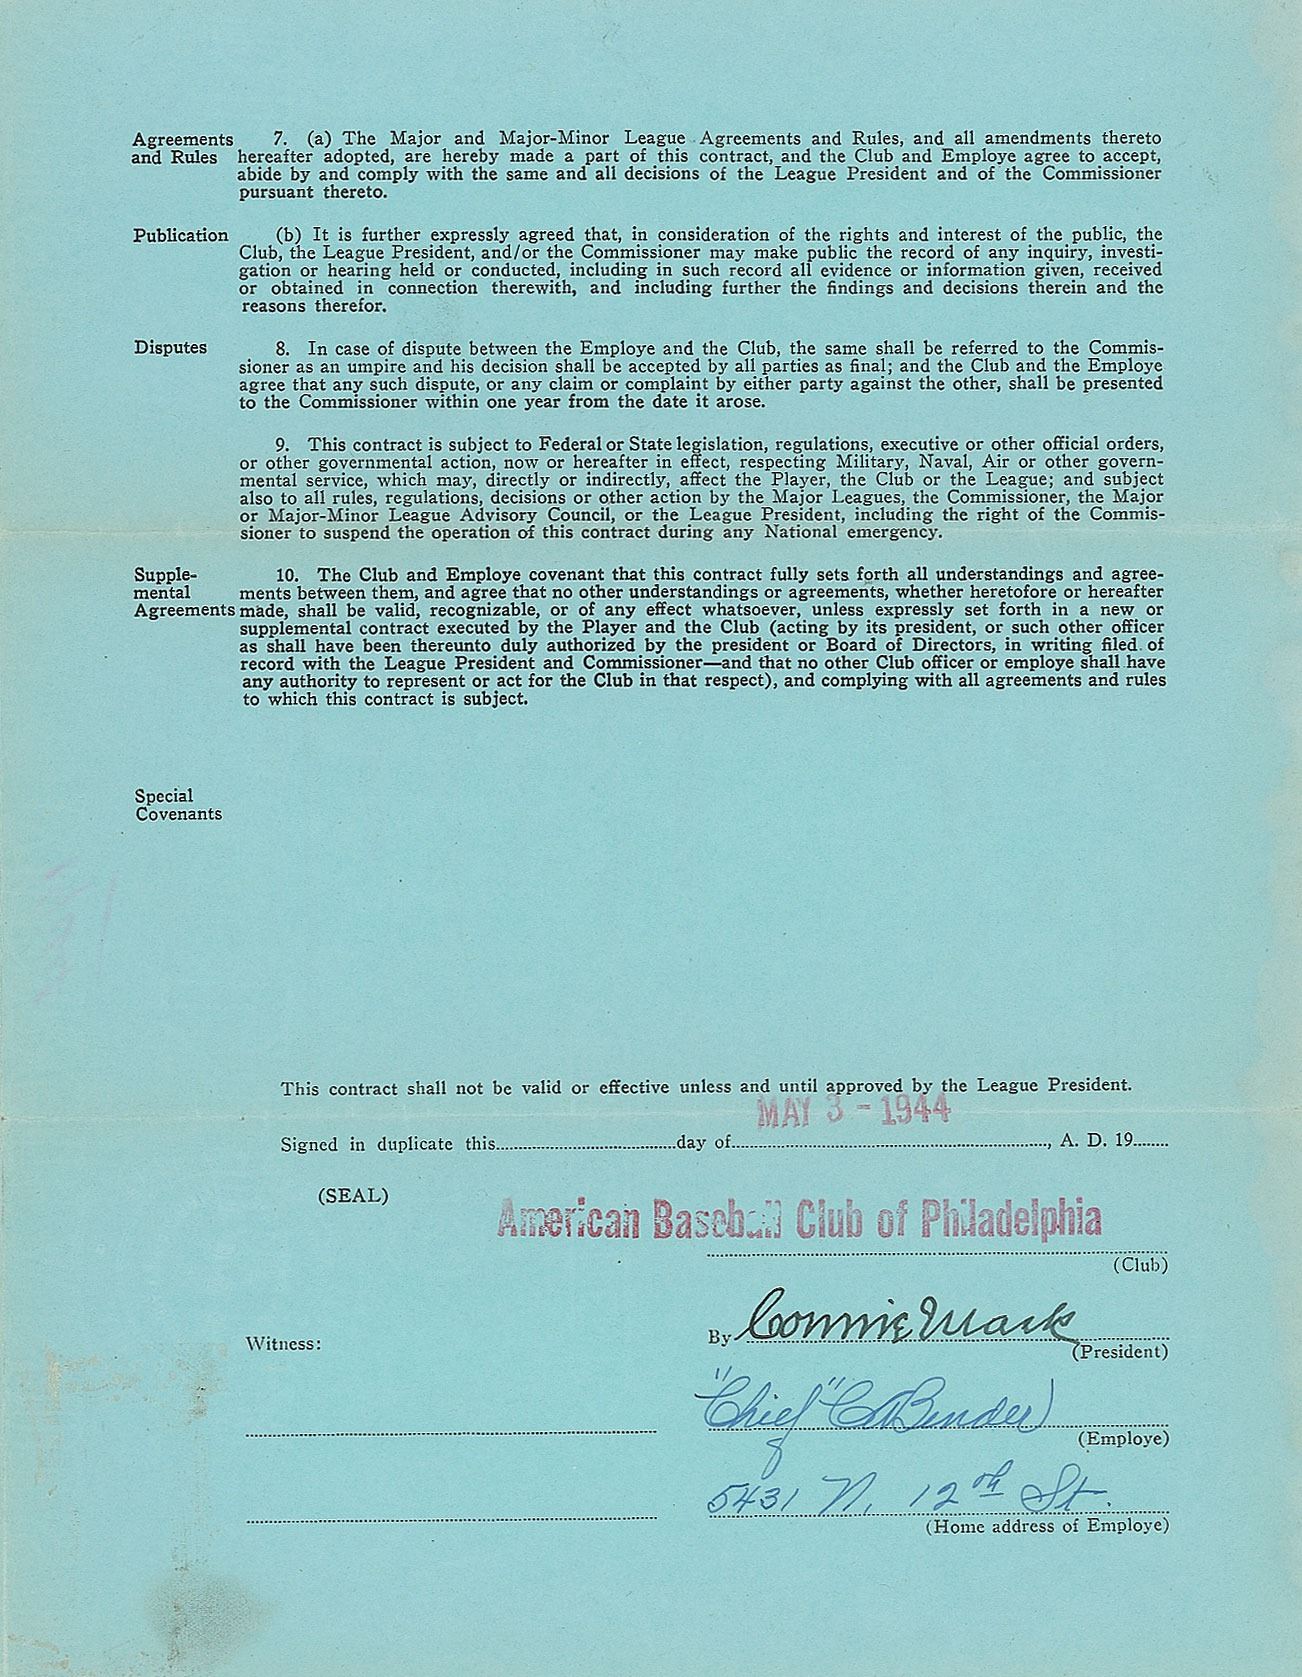 Agreements and Rules
7. (a) The Major and Major-Minor League Agreements and Rules, and all amendments thereto
hereafter adopted, are hereby made a part of this contract, and the Club and Employe agree to accept,
abide by and comply with the same and all decisions of the League President and of the Commissioner
pursuant thereto.
Publication
(b) It is further expressly agreed that, in consideration of the rights and interest of the public, the
Club, the League President, and/or the Commissioner may make public the record of any inquiry, investi-
gation or hearing held or conducted, including in such record all evidence or information given, received
or obtained in connection therewith, and including further the findings and decisions therein and the
reasons therefor.
Disputes
8. In case of dispute between the Employe and the Club, the same shall be referred to the Commis-
sioner as an umpire and his decision shall be accepted by all parties as final; and the Club and the Employe
agree that any such dispute, or any claim or complaint by either party against the other, shall be presented
to the Commissioner within one year from the date it arose.
9. This contract is subject to Federal or State legislation, regulations, executive or other official orders,
or other governmental action, now or hereafter in effect, respecting Military, Naval, Air or other govern-
mental service, which may, directly or indirectly, affect the Player, the Club or the League; and subject
also to all rules, regulations, decisions or other action by the Major Leagues, the Commissioner, the Major
or Major-Minor League Advisory Council, or the League President, including the right of the Commis-
sioner to suspend the operation of this contract during any National emergency.
Supple-
mental
Agreements
10. The Club and Employe covenant that this contract fully sets forth all understandings and agree-
ments between them, and agree that no other understandings or agreements, whether heretofore or hereafter
made, shall be valid, recognizable, or of any effect whatsoever, unless expressly set forth in a new or
supplemental contract executed by the Player and the Club (acting by its president, or such other officer
as shall have been thereunto duly authorized by the president or Board of Directors, in writing filed of
record with the League President and Commissioner—and that no other Club officer or employe shall have
any authority to represent or act for the Club in that respect), and complying with all agreements and rules
to which this contract is subject.
Special
Covenants
This contract shall not be valid or effective unless and until approved by the League President.
MAY 3 - 1944
Signed in duplicate this day of , A. D. 19
(SEAL)
American Baseball Club of Philadelphia
(Club)
Witness:
By Connie Mack
(President)
"Chief" CABender
(Employe)
5431 N. 12th St.
(Home address of Employe)